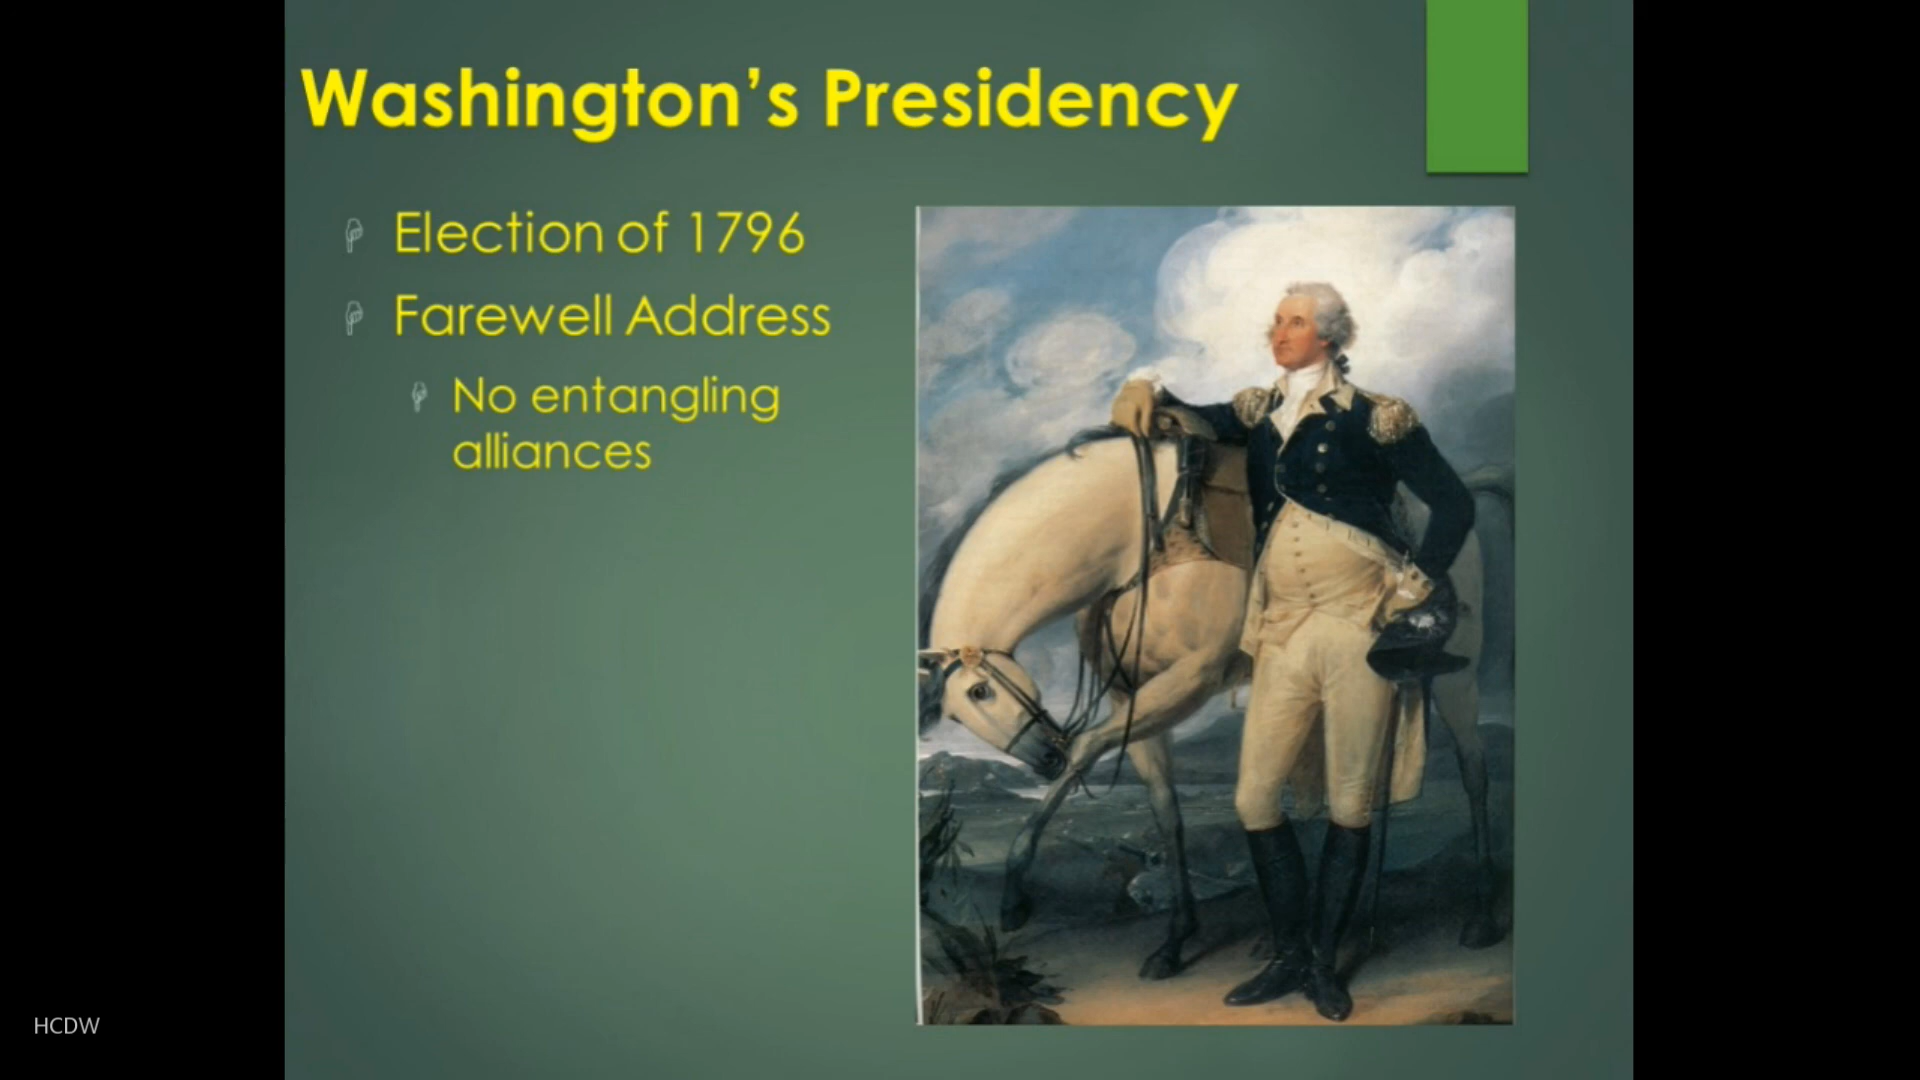 Washington’s Presidency
Election of 1796
Farewell Address
No entangling
alliances
HCDW